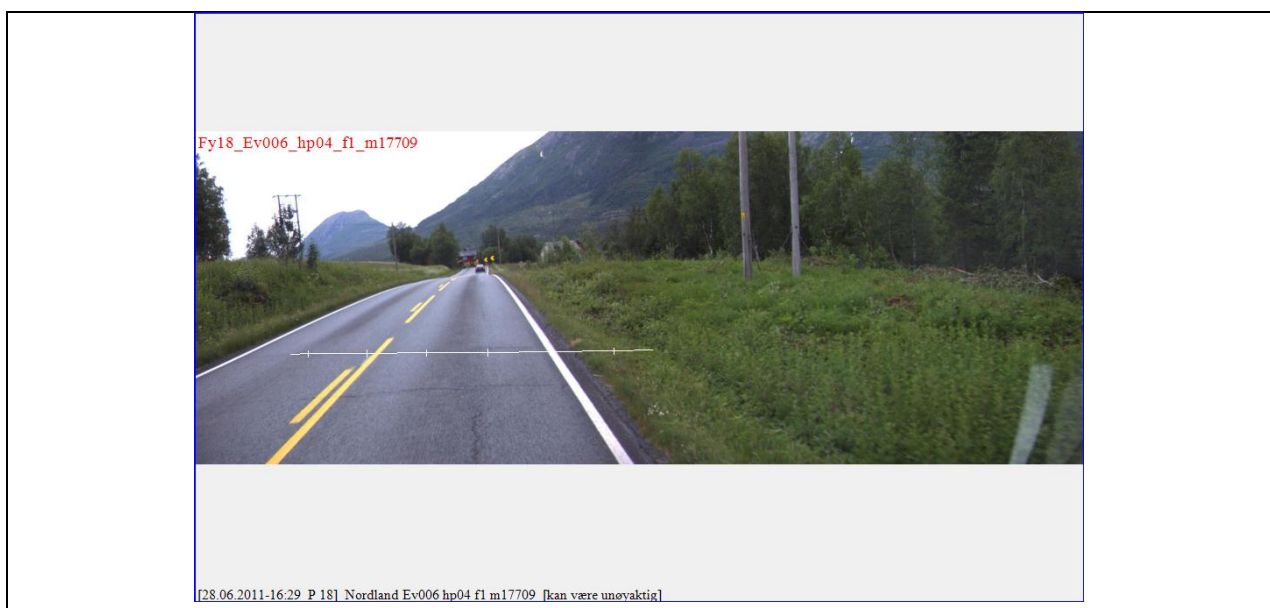 Fy18_Ev006_hp04_f1_m17709
[28.06.2011-16:29 P 18] Nordland Ev006 hp04 f1 m17709 [kan være unøyaktig]